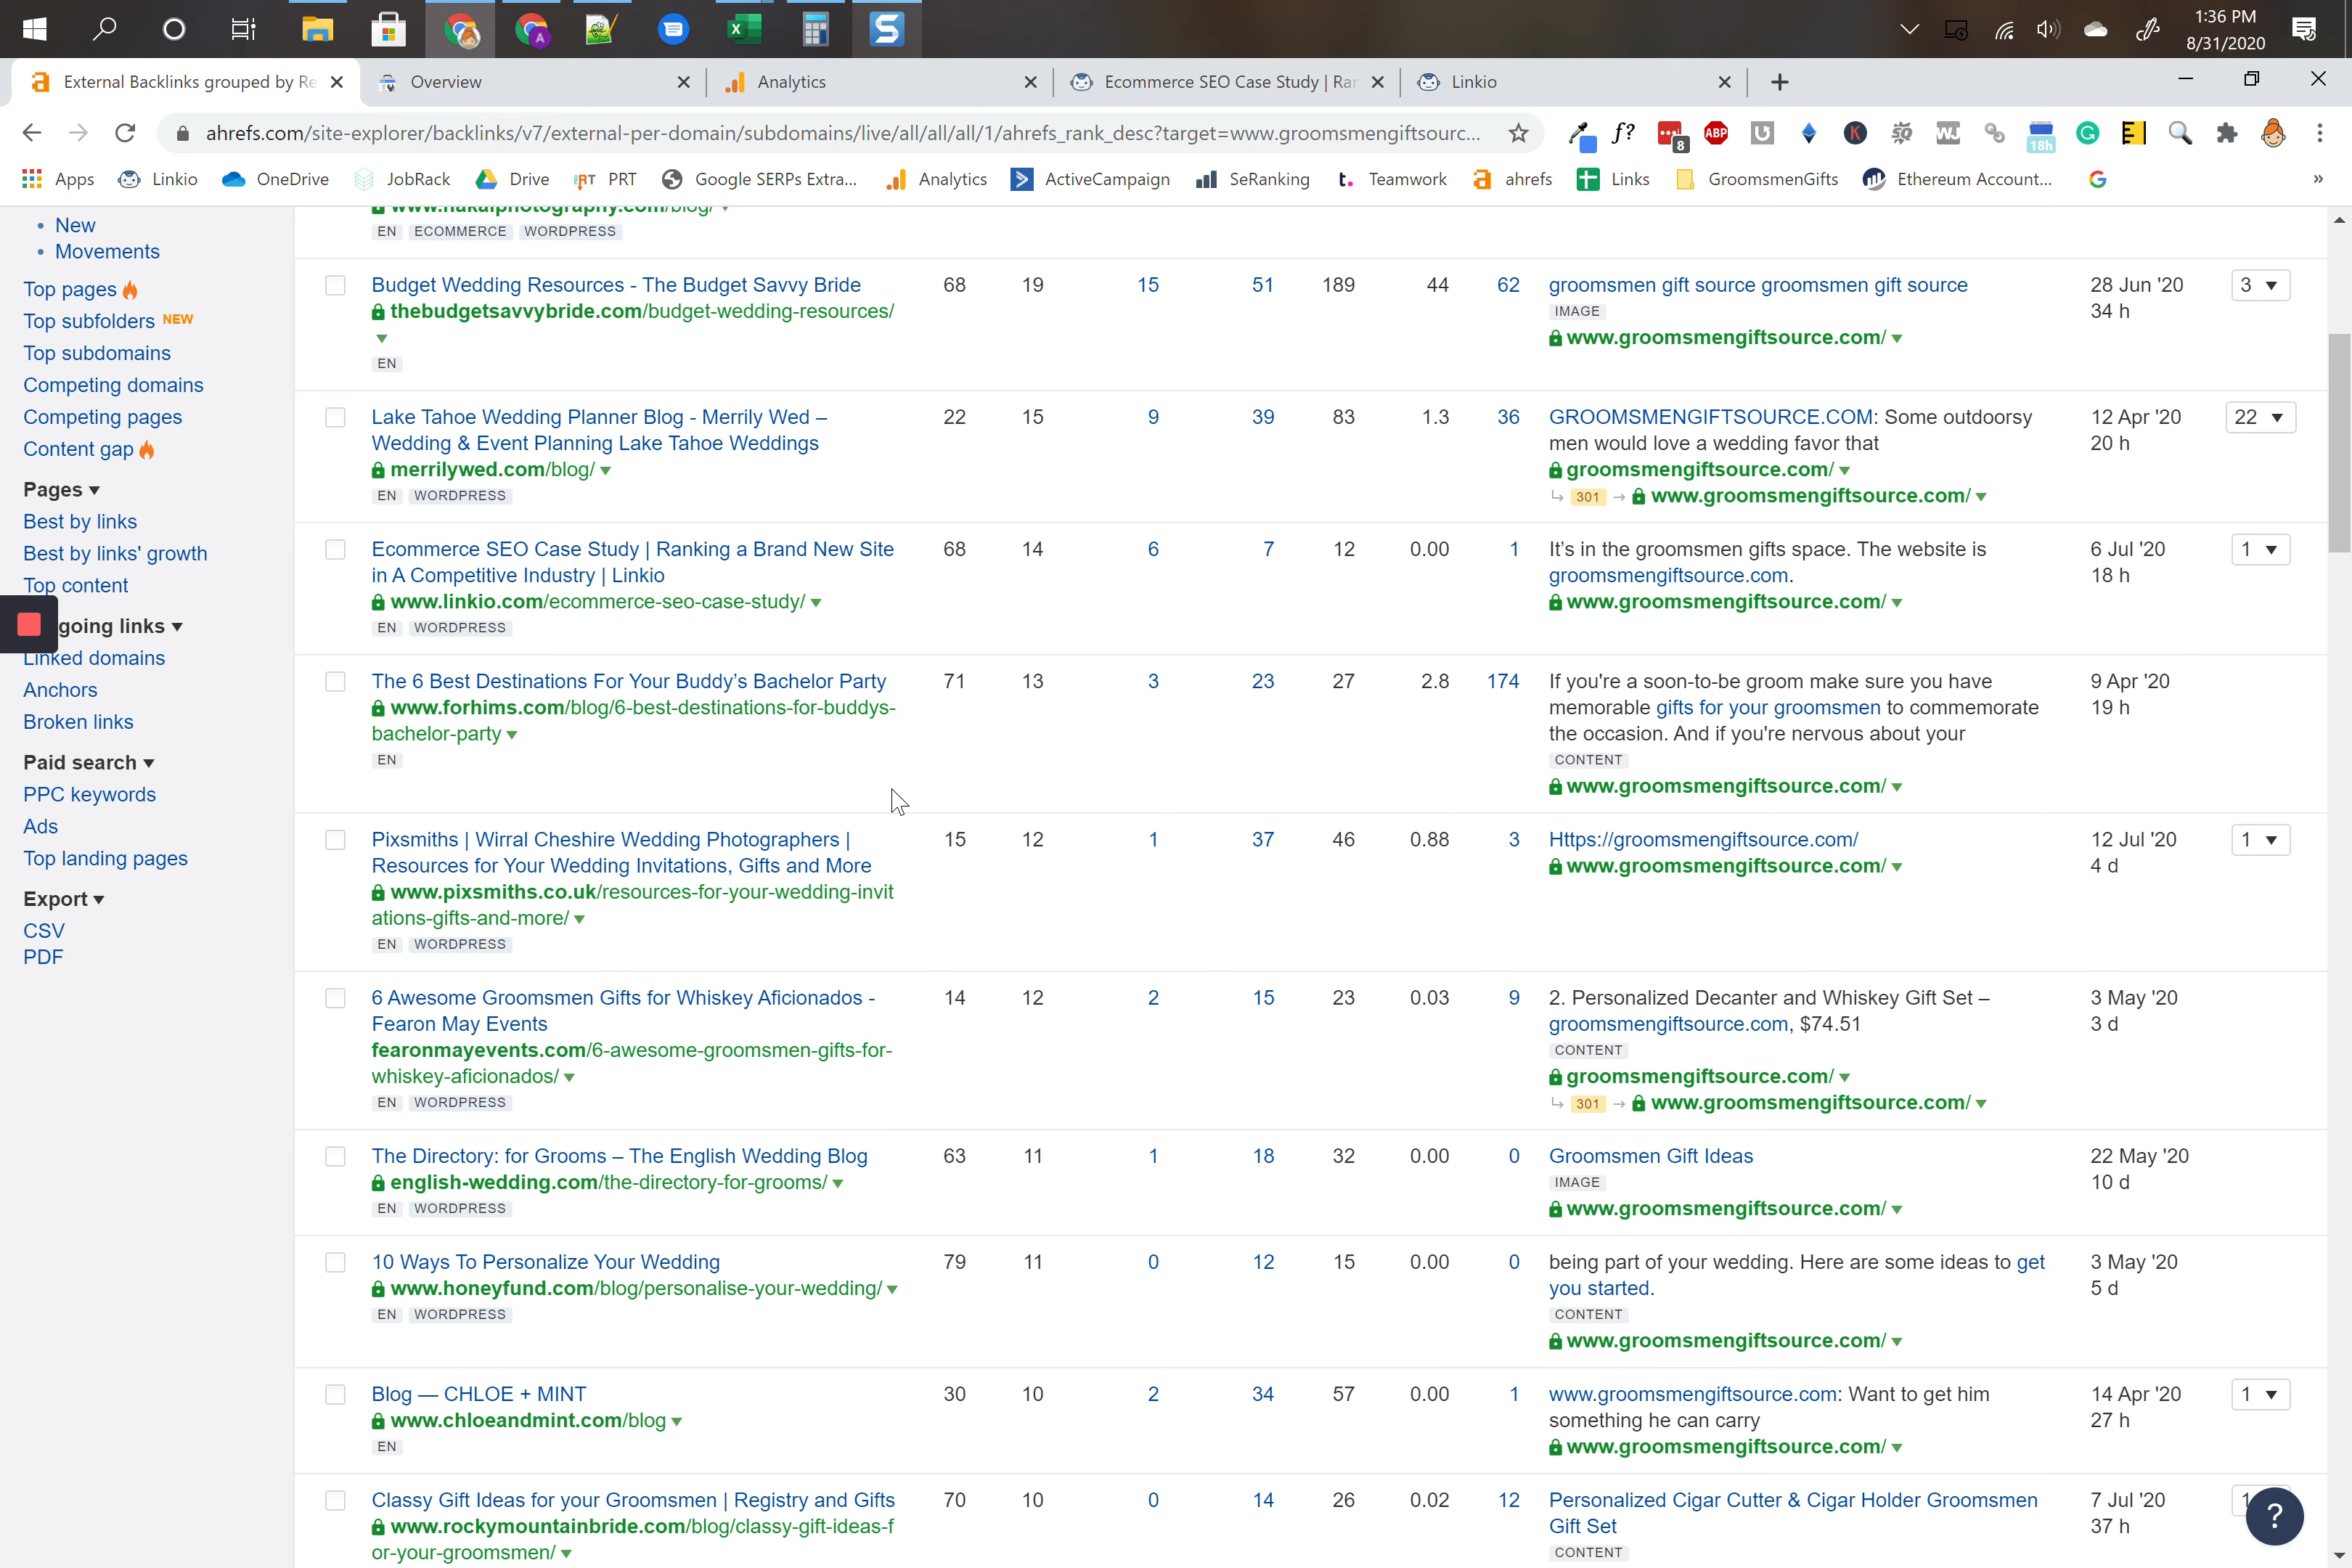 1:36 PM
8/31/2020
External Backlinks grouped by Re
Overview
Analytics
Ecommerce SEO Case Study | Rar
Linkio
ahrefs.com/site-explorer/backlinks/v7/external-per-domain/subdomains/live/all/all/all/1/ahrefs_rank_desc?target=www.groomsmengiftsourc...
f?
8
ABP
18h
Apps
Linkio
OneDrive
JobRack
Drive
PRT
Google SERPs Extra...
Analytics
ActiveCampaign
SeRanking
Teamwork
ahrefs
Links
GroomsmenGifts
Ethereum Account...
»
New
Movements
Top pages
Top subfolders NEW
Top subdomains
Competing domains
Competing pages
Content gap
Pages
Best by links
Best by links' growth
Top content
going links
Linked domains
Anchors
Broken links
Paid search
PPC keywords
Ads
Top landing pages
Export
CSV
PDF
EN ECOMMERCE WORDPRESS
Budget Wedding Resources - The Budget Savvy Bride 68 19 15 51 189 44 62 groomsmen gift source groomsmen gift source 28 Jun '20 3
thebudgetsavvybride.com/budget-wedding-resources/ IMAGE 34 h
www.groomsmengiftsource.com/
EN
Lake Tahoe Wedding Planner Blog - Merrily Wed – 22 15 9 39 83 1.3 36 GROOMSMENGIFTSOURCE.COM: Some outdoorsy 12 Apr '20 22
Wedding & Event Planning Lake Tahoe Weddings men would love a wedding favor that 20 h
merrilywed.com/blog/ groomsmengiftsource.com/
EN WORDPRESS 301 → www.groomsmengiftsource.com/
Ecommerce SEO Case Study | Ranking a Brand New Site 68 14 6 7 12 0.00 1 It's in the groomsmen gifts space. The website is 6 Jul '20 1
in A Competitive Industry | Linkio groomsmengiftsource.com. 18 h
www.linkio.com/ecommerce-seo-case-study/ www.groomsmengiftsource.com/
EN WORDPRESS
The 6 Best Destinations For Your Buddy's Bachelor Party 71 13 3 23 27 2.8 174 If you're a soon-to-be groom make sure you have 9 Apr '20
www.forhims.com/blog/6-best-destinations-for-buddys- memorable gifts for your groomsmen to commemorate 19 h
bachelor-party the occasion. And if you're nervous about your
EN CONTENT
www.groomsmengiftsource.com/
Pixsmiths | Wirral Cheshire Wedding Photographers | 15 12 1 37 46 0.88 3 Https://groomsmengiftsource.com/ 12 Jul '20 1
Resources for Your Wedding Invitations, Gifts and More www.groomsmengiftsource.com/ 4 d
www.pixsmiths.co.uk/resources-for-your-wedding-invit
ations-gifts-and-more/
EN WORDPRESS
6 Awesome Groomsmen Gifts for Whiskey Aficionados - 14 12 2 15 23 0.03 9 2. Personalized Decanter and Whiskey Gift Set – 3 May '20
Fearon May Events groomsmengiftsource.com, $74.51 3 d
fearonmayevents.com/6-awesome-groomsmen-gifts-for- CONTENT
whiskey-aficionados/ groomsmengiftsource.com/
EN WORDPRESS 301 → www.groomsmengiftsource.com/
The Directory: for Grooms – The English Wedding Blog 63 11 1 18 32 0.00 0 Groomsmen Gift Ideas 22 May '20
english-wedding.com/the-directory-for-grooms/ IMAGE 10 d
EN WORDPRESS www.groomsmengiftsource.com/
10 Ways To Personalize Your Wedding 79 11 0 12 15 0.00 0 being part of your wedding. Here are some ideas to get 3 May '20
www.honeyfund.com/blog/personalise-your-wedding/ you started. 5 d
EN WORDPRESS CONTENT
www.groomsmengiftsource.com/
Blog — CHLOE + MINT 30 10 2 34 57 0.00 1 www.groomsmengiftsource.com: Want to get him 14 Apr '20 1
www.chloeandmint.com/blog something he can carry 27 h
EN www.groomsmengiftsource.com/
Classy Gift Ideas for your Groomsmen | Registry and Gifts 70 10 0 14 26 0.02 12 Personalized Cigar Cutter & Cigar Holder Groomsmen 7 Jul '20 1
www.rockymountainbride.com/blog/classy-gift-ideas-f Gift Set 37 h ?
or-your-groomsmen/ CONTENT